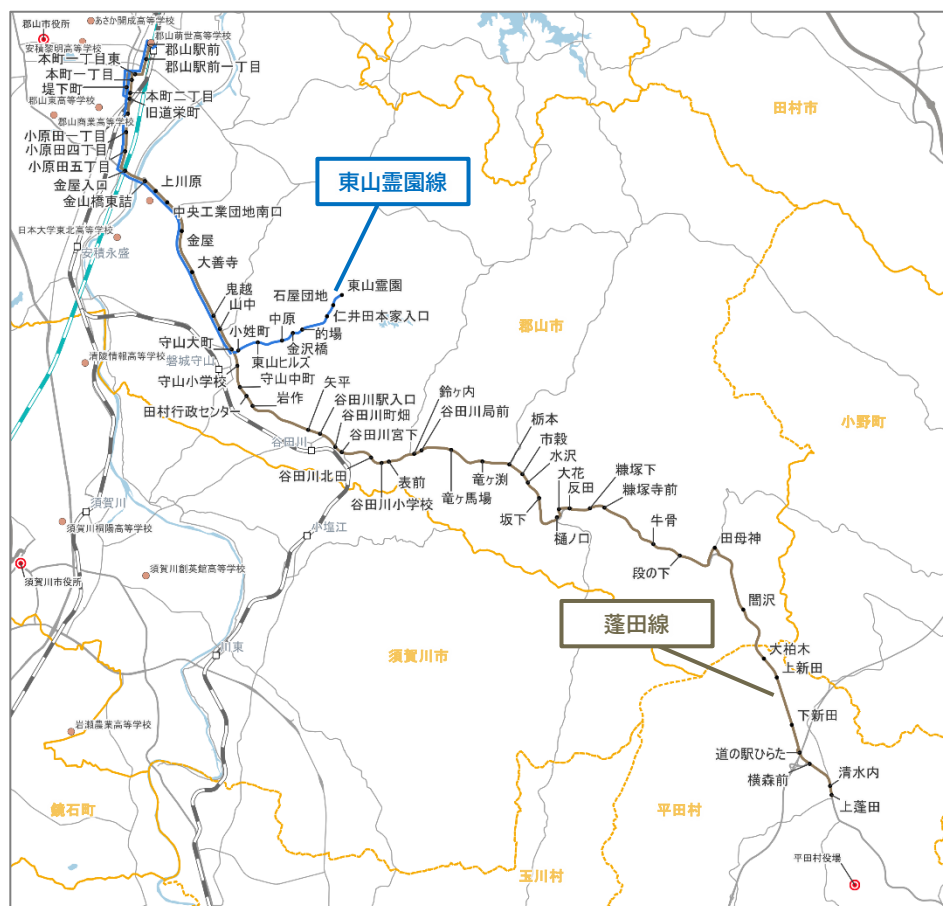 郡山市役所
あさか開成高等学校
安積黎明高等学校
郡山萌世高等学校
郡山駅前
郡山駅前一丁目
本町一丁目東
本町一丁目
堤下町
本町二丁目
郡山東高等学校
旧道栄町
郡山商業高等学校
小原田一丁目
小原田四丁目
小原田五丁目
金屋入口
金山橋東詰
上川原
中央工業団地南口
日本大学東北高等学校
安積永盛
金屋
大善寺
東山霊園線
田村市
石屋団地
東山霊園
仁井田本家入口
鬼越
山中
小姓町
中原
的場
金沢橋
東山ヒルズ
守山大町
磐城守山
清陵情報高等学校
守山小学校
守山中町
岩作
田村行政センター
郡山市
小野町
矢平
谷田川駅入口
谷田川町畑
谷田川宮下
谷田川
谷田川北田
谷田川小学校
表前
鈴ヶ内
谷田川局前
竜ヶ馬場
竜ヶ渕
栃本
市穀
水沢
坂下
大花
反田
樋ノ口
糠塚下
糠塚寺前
牛骨
段の下
田母神
須賀川
須賀川桐陽高等学校
小塩江
須賀川市役所
須賀川創英館高等学校
闇沢
蓬田線
川東
須賀川市
大柏木
上新田
下新田
岩瀬農業高等学校
道の駅ひらた
横森前
清水内
上蓬田
鏡石町
平田村
玉川村
平田村役場